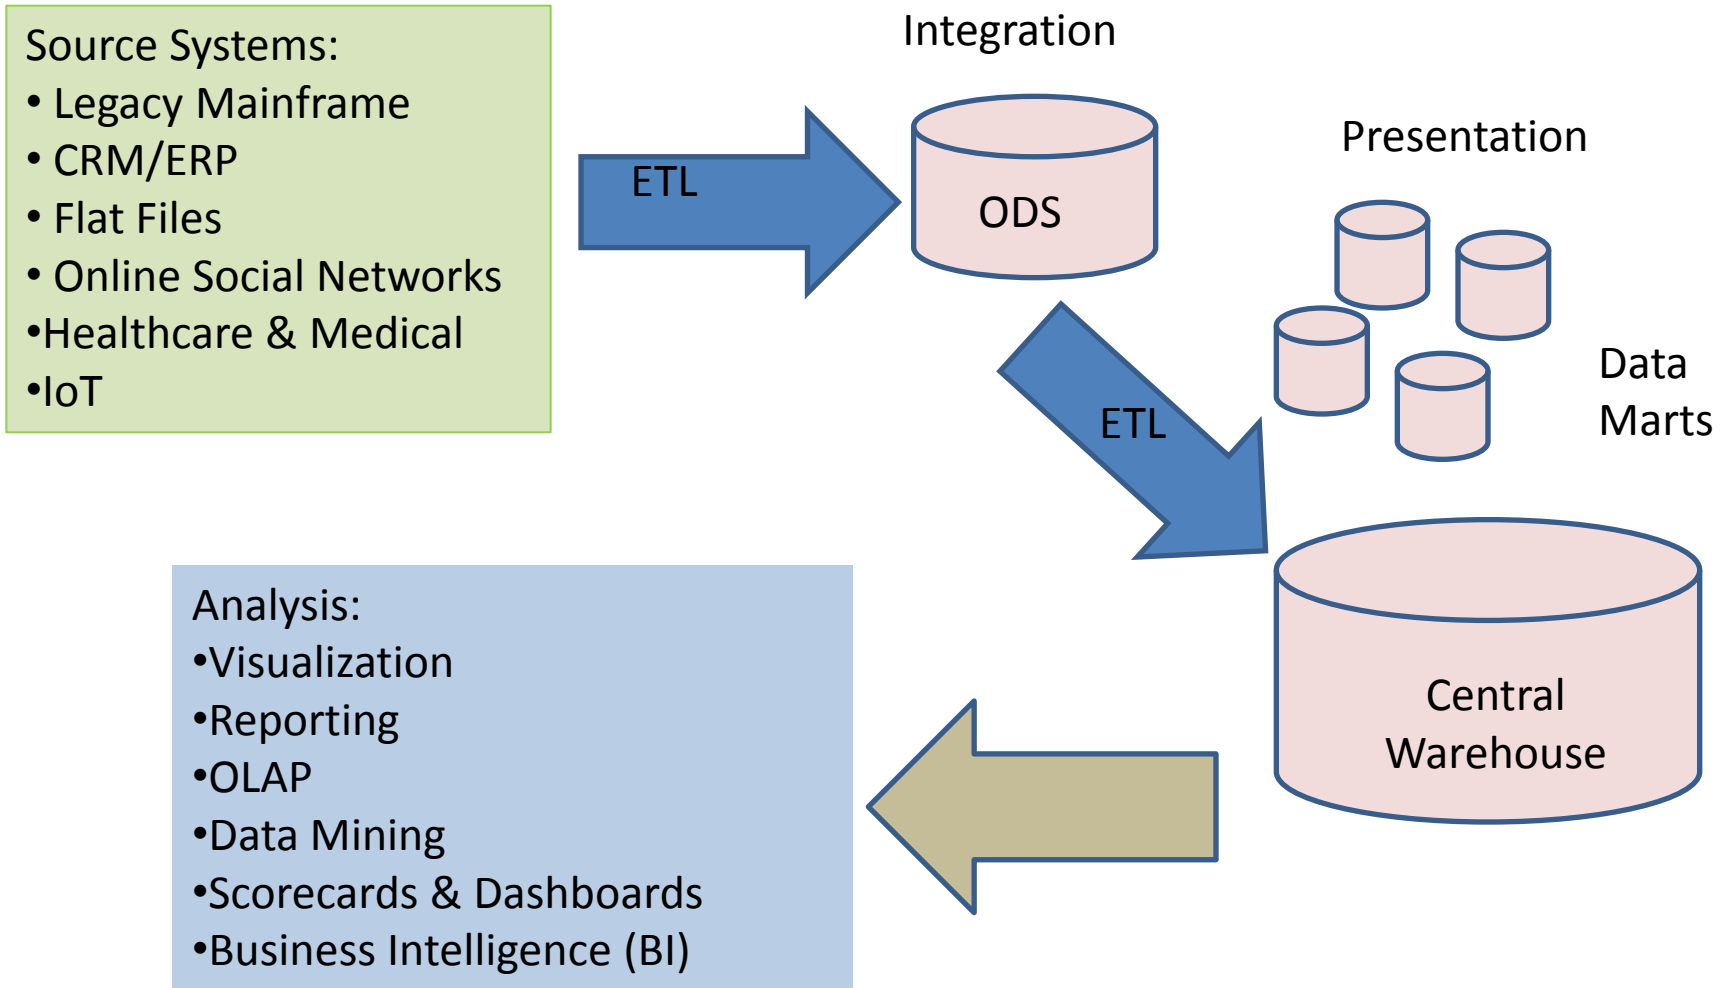 Source Systems:
• Legacy Mainframe
• CRM/ERP
• Flat Files
• Online Social Networks
•Healthcare & Medical
•IoT
ETL
Integration
ODS
Presentation
Data
Marts
ETL
Central
Warehouse
Analysis:
•Visualization
•Reporting
•OLAP
•Data Mining
•Scorecards & Dashboards
•Business Intelligence (BI)